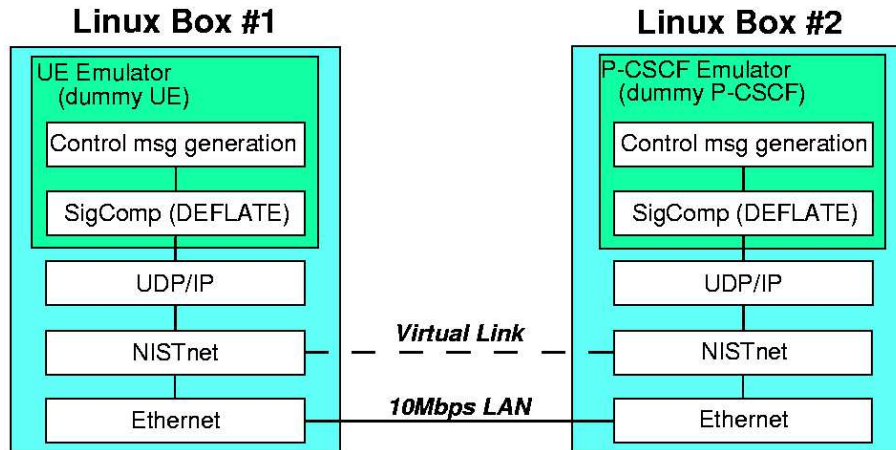 Linux Box #1
UE Emulator
(dummy UE)
Control msg generation
SigComp (DEFLATE)
UDP/IP
NISTnet
Ethernet
Virtual Link
10Mbps LAN
Linux Box #2
P-CSCF Emulator
(dummy P-CSCF)
Control msg generation
SigComp (DEFLATE)
UDP/IP
NISTnet
Ethernet